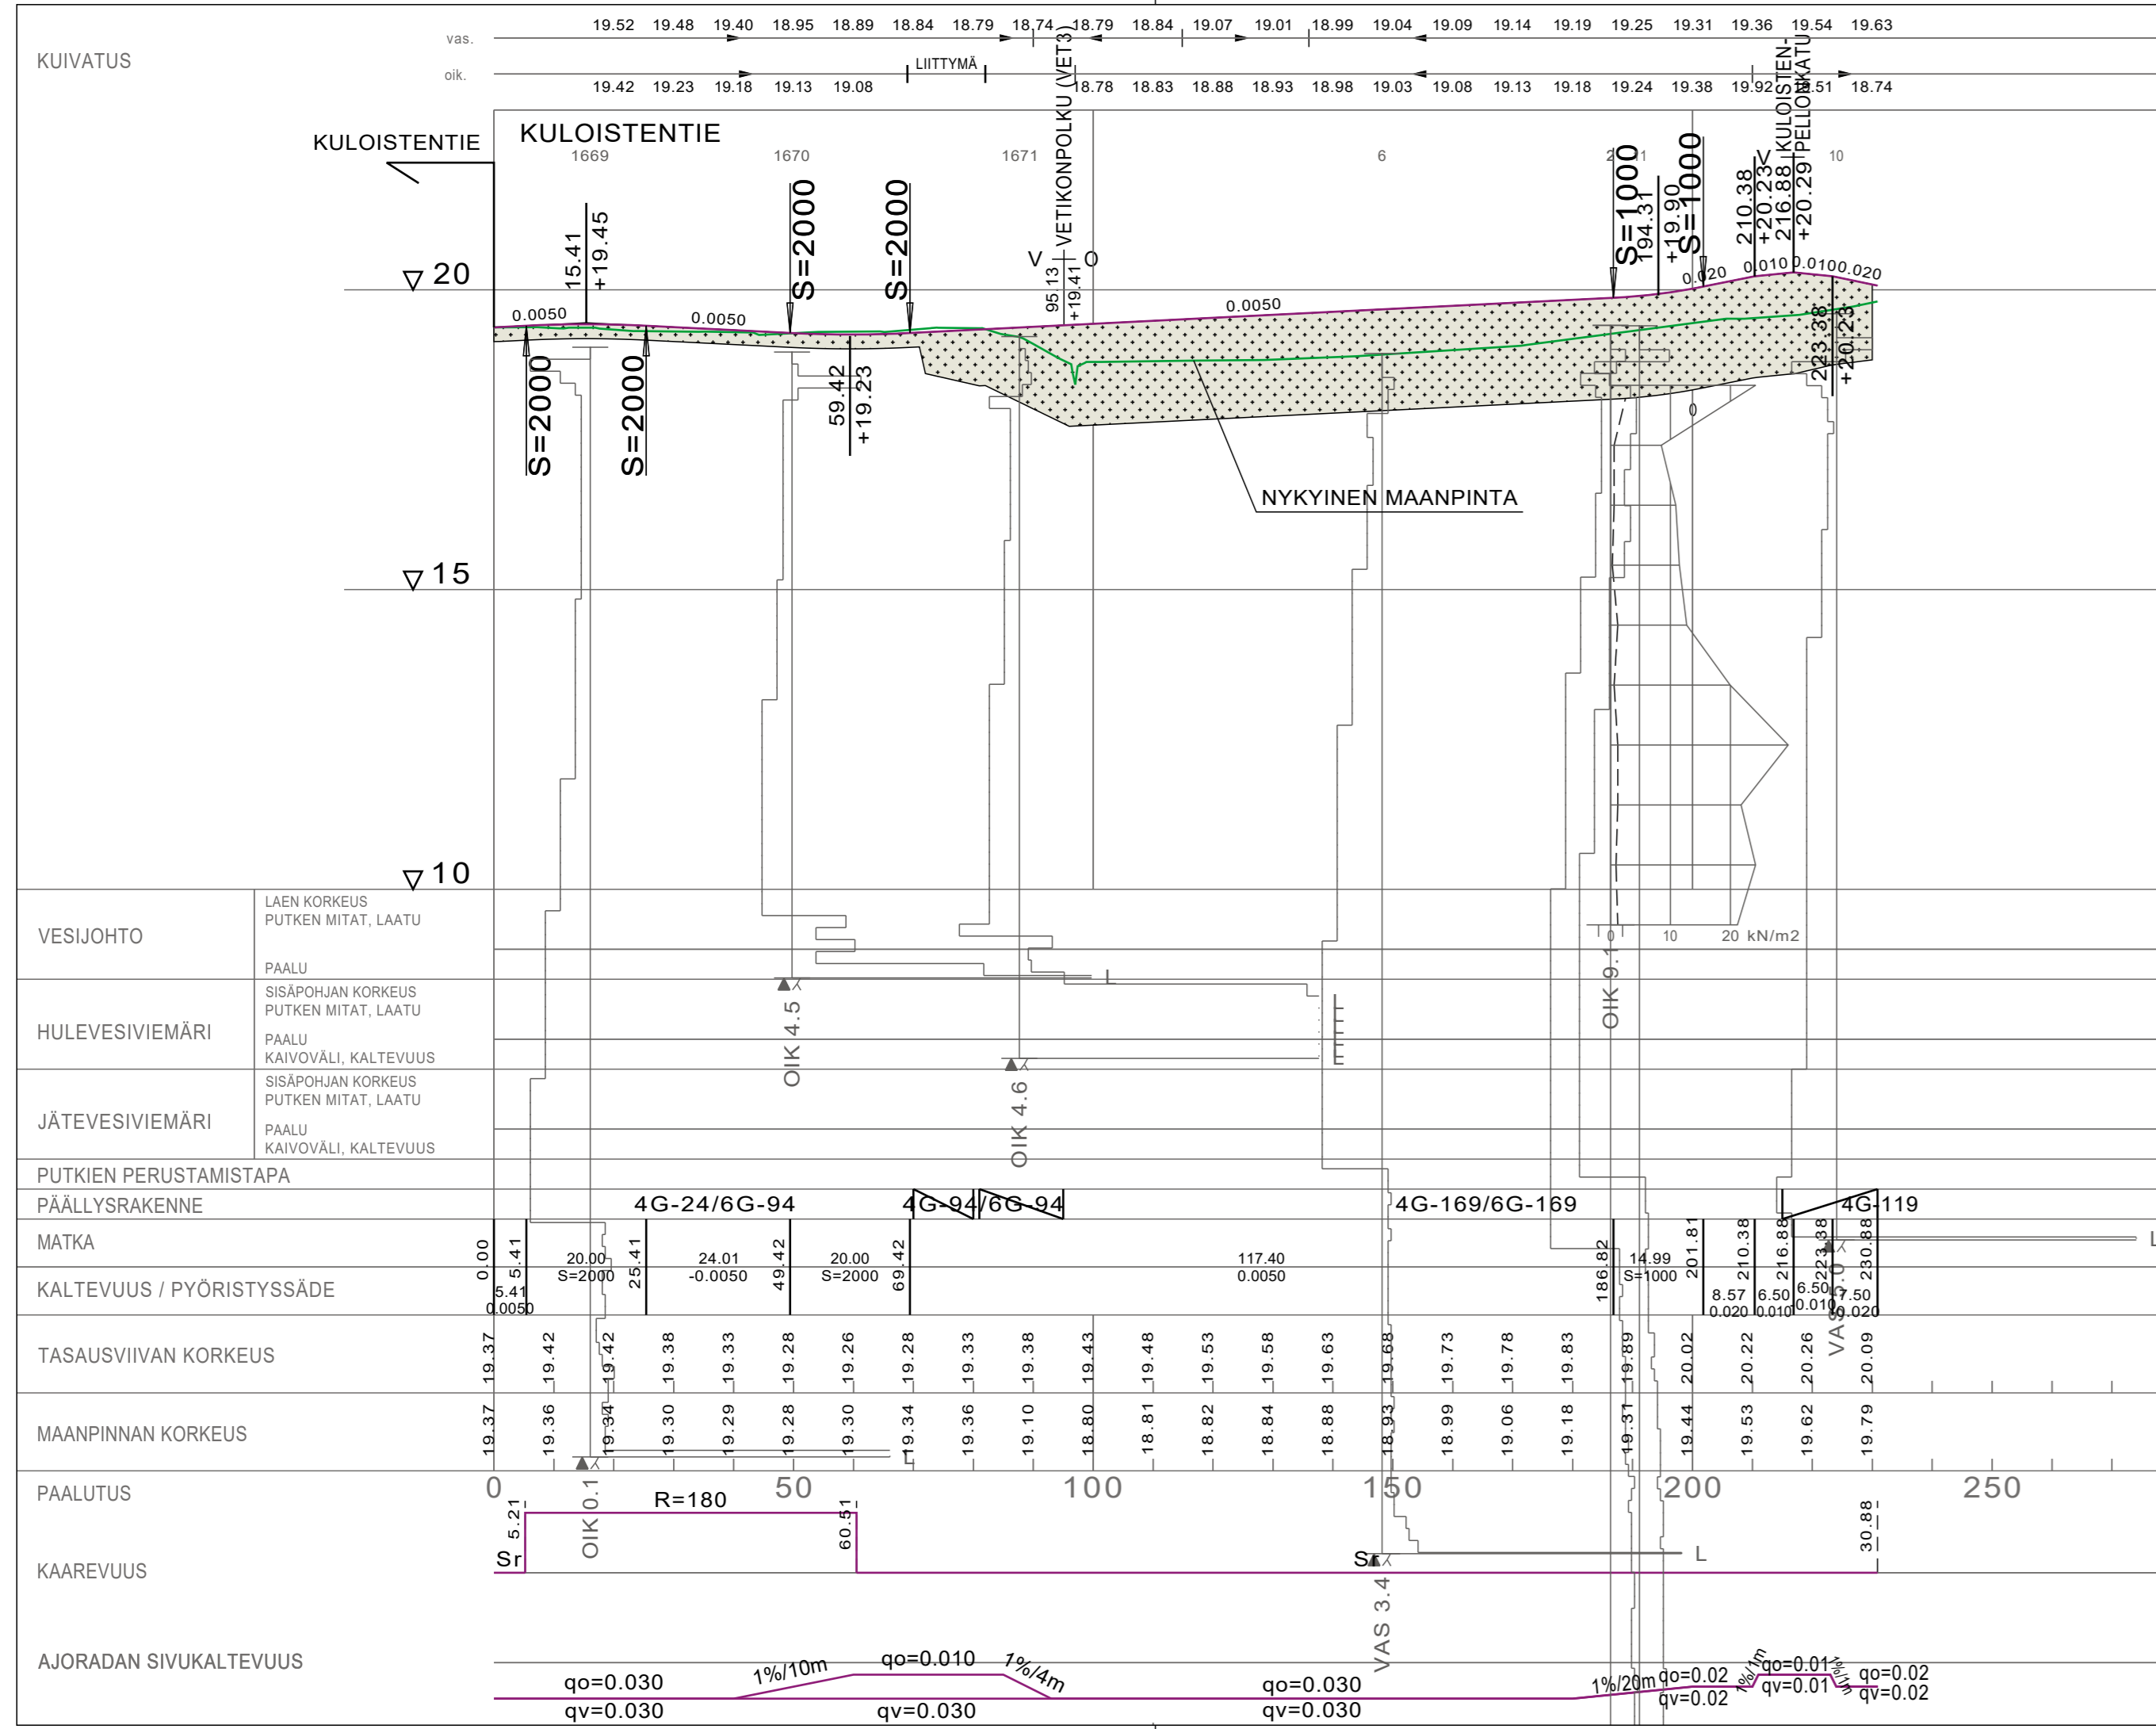 19.52 19.48 19.40 18.95 18.89 18.84 18.79 18.74 18.79 18.84 19.07 19.01 18.99 19.04 19.09 19.14 19.19 19.25 19.31 19.36 19.54 19.63
vas.
KUIVATUS
oik.
LIITTYMÄ
19.42 19.23 19.18 19.13 19.08 18.78 18.83 18.88 18.93 18.98 19.03 19.08 19.13 19.18 19.24 19.38 19.92 19.51 18.74
VETIKONPOLKU (VET3)
KULOISTEN-
PELLONKATU
KULOISTENTIE
KULOISTENTIE
1669 1670 1671 6 2 1 10
V O
V
15.41
+19.45
S=2000
S=2000
95.13
+19.41
S=1000
194.31
+19.90
S=1000
210.38
+20.23
216.88
+20.29
20
0.0050 0.0050 0.0050 0.020 0.010 0.010 0.020
S=2000
S=2000
59.42
+19.23
223.38
+20.23
0
NYKYINEN MAANPINTA
15
10
VESIJOHTO
LAEN KORKEUS
PUTKEN MITAT, LAATU
PAALU
0 10 20 kN/m2
L
OIK 4.5
OIK 9.1
HULEVESIVIEMÄRI
SISÄPOHJAN KORKEUS
PUTKEN MITAT, LAATU
PAALU
KAIVOVÄLI, KALTEVUUS
OIK 4.6
JÄTEVESIVIEMÄRI
SISÄPOHJAN KORKEUS
PUTKEN MITAT, LAATU
PAALU
KAIVOVÄLI, KALTEVUUS
PUTKIEN PERUSTAMISTAPA
PÄÄLLYSRAKENNE
4G-24/6G-94 4G-94/6G-94 4G-169/6G-169 4G-119
MATKA
0.00 5.41 25.41 49.42 69.42 186.82 201.81 210.38 216.88 223.38 230.88
L
KALTEVUUS / PYÖRISTYSSÄDE
5.41 20.00 24.01 20.00 117.40 14.99 8.57 6.50 6.50 7.50
0.0050 S=2000 -0.0050 S=2000 0.0050 S=1000 0.020 0.010 -0.010 -0.020
VAS 5.0
TASAUSVIIVAN KORKEUS
19.37 19.42 19.42 19.38 19.33 19.28 19.26 19.28 19.33 19.38 19.43 19.48 19.53 19.58 19.63 19.68 19.73 19.78 19.83 19.89 20.02 20.22 20.26 20.09
MAANPINNAN KORKEUS
19.37 19.36 19.34 19.30 19.29 19.28 19.30 19.34 19.36 19.10 18.80 18.81 18.82 18.84 18.88 18.93 18.99 19.06 19.18 19.31 19.44 19.53 19.62 19.79
L
PAALUTUS
0 50 100 150 200 250
OIK 0.1
KAAREVUUS
5.21 R=180 60.51 30.88
Sr Sr
L
VAS 3.4
AJORADAN SIVUKALTEVUUS
qo=0.030 1%/10m qo=0.010 1%/4m qo=0.030 1%/20m qo=0.02 1%/1m qo=0.01 1%/1m qo=0.02
qv=0.030 qv=0.030 qv=0.030 qv=0.02 qv=0.01 qv=0.02